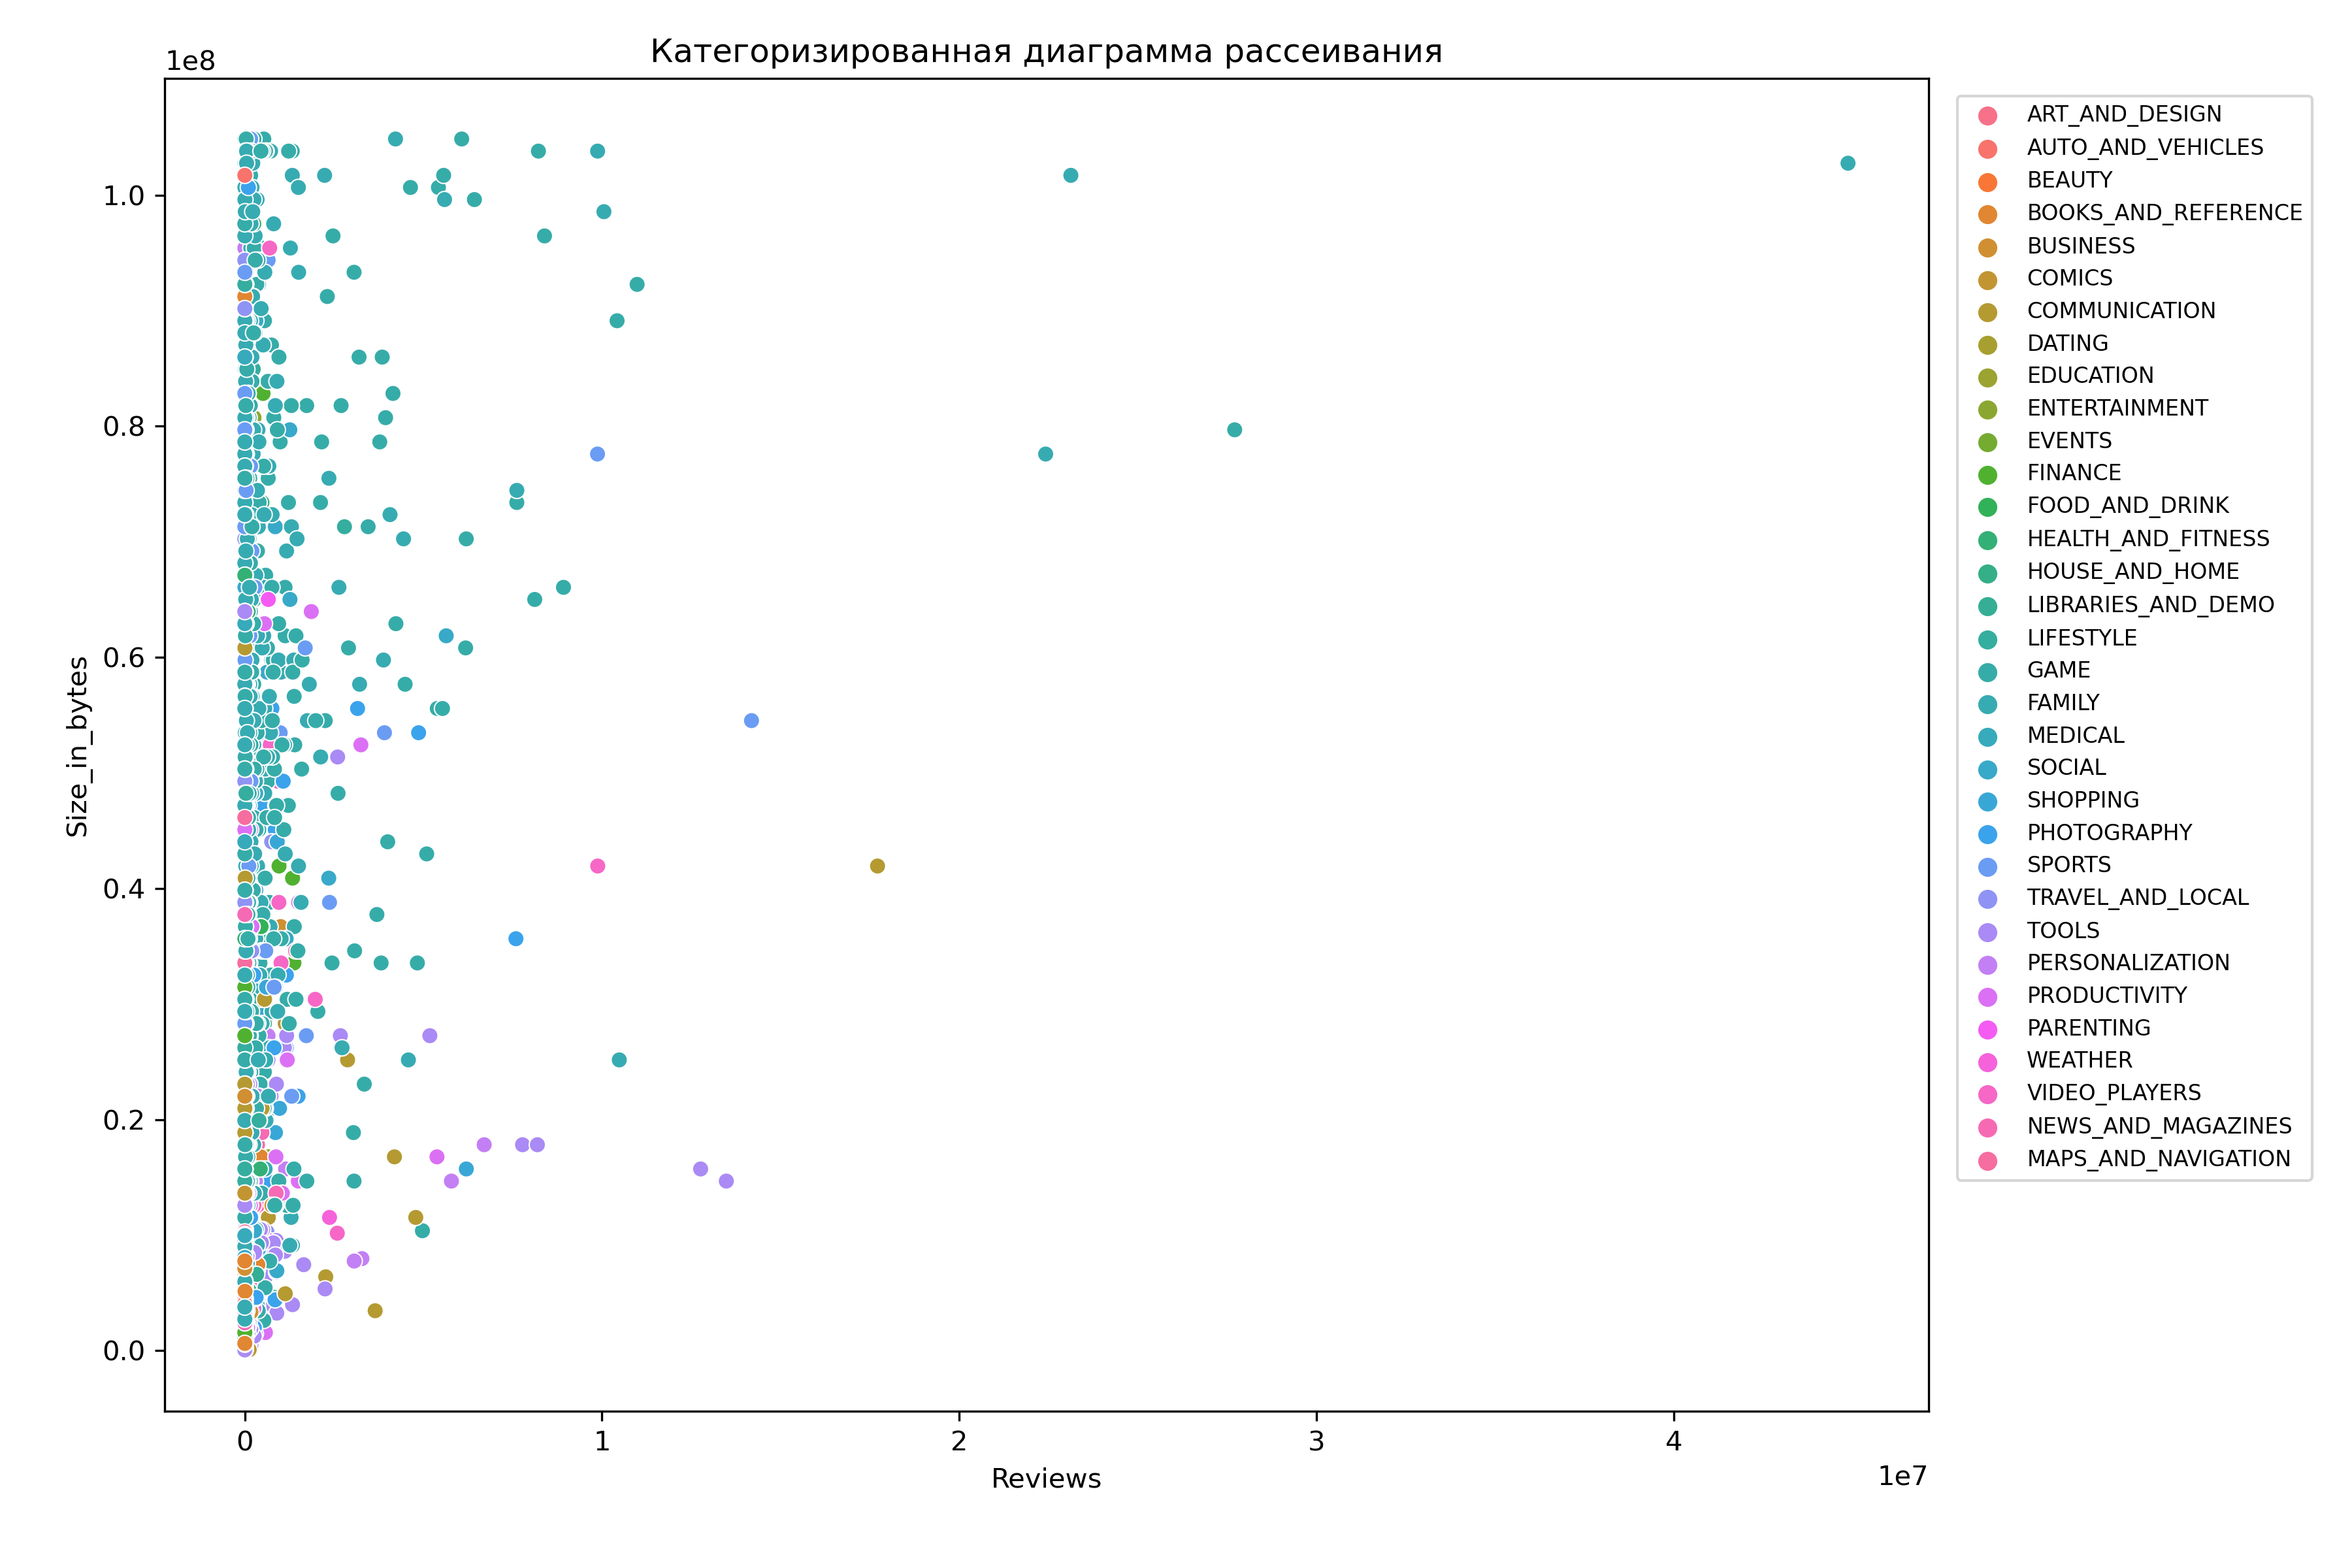 Категоризированная диаграмма рассеивания
1e8
1.0
0.8
0.6
0.4
0.2
0.0
Size_in_bytes
0 1 2 3 4
Reviews
1e7
ART_AND_DESIGN
AUTO_AND_VEHICLES
BEAUTY
BOOKS_AND_REFERENCE
BUSINESS
COMICS
COMMUNICATION
DATING
EDUCATION
ENTERTAINMENT
EVENTS
FINANCE
FOOD_AND_DRINK
HEALTH_AND_FITNESS
HOUSE_AND_HOME
LIBRARIES_AND_DEMO
LIFESTYLE
GAME
FAMILY
MEDICAL
SOCIAL
SHOPPING
PHOTOGRAPHY
SPORTS
TRAVEL_AND_LOCAL
TOOLS
PERSONALIZATION
PRODUCTIVITY
PARENTING
WEATHER
VIDEO_PLAYERS
NEWS_AND_MAGAZINES
MAPS_AND_NAVIGATION